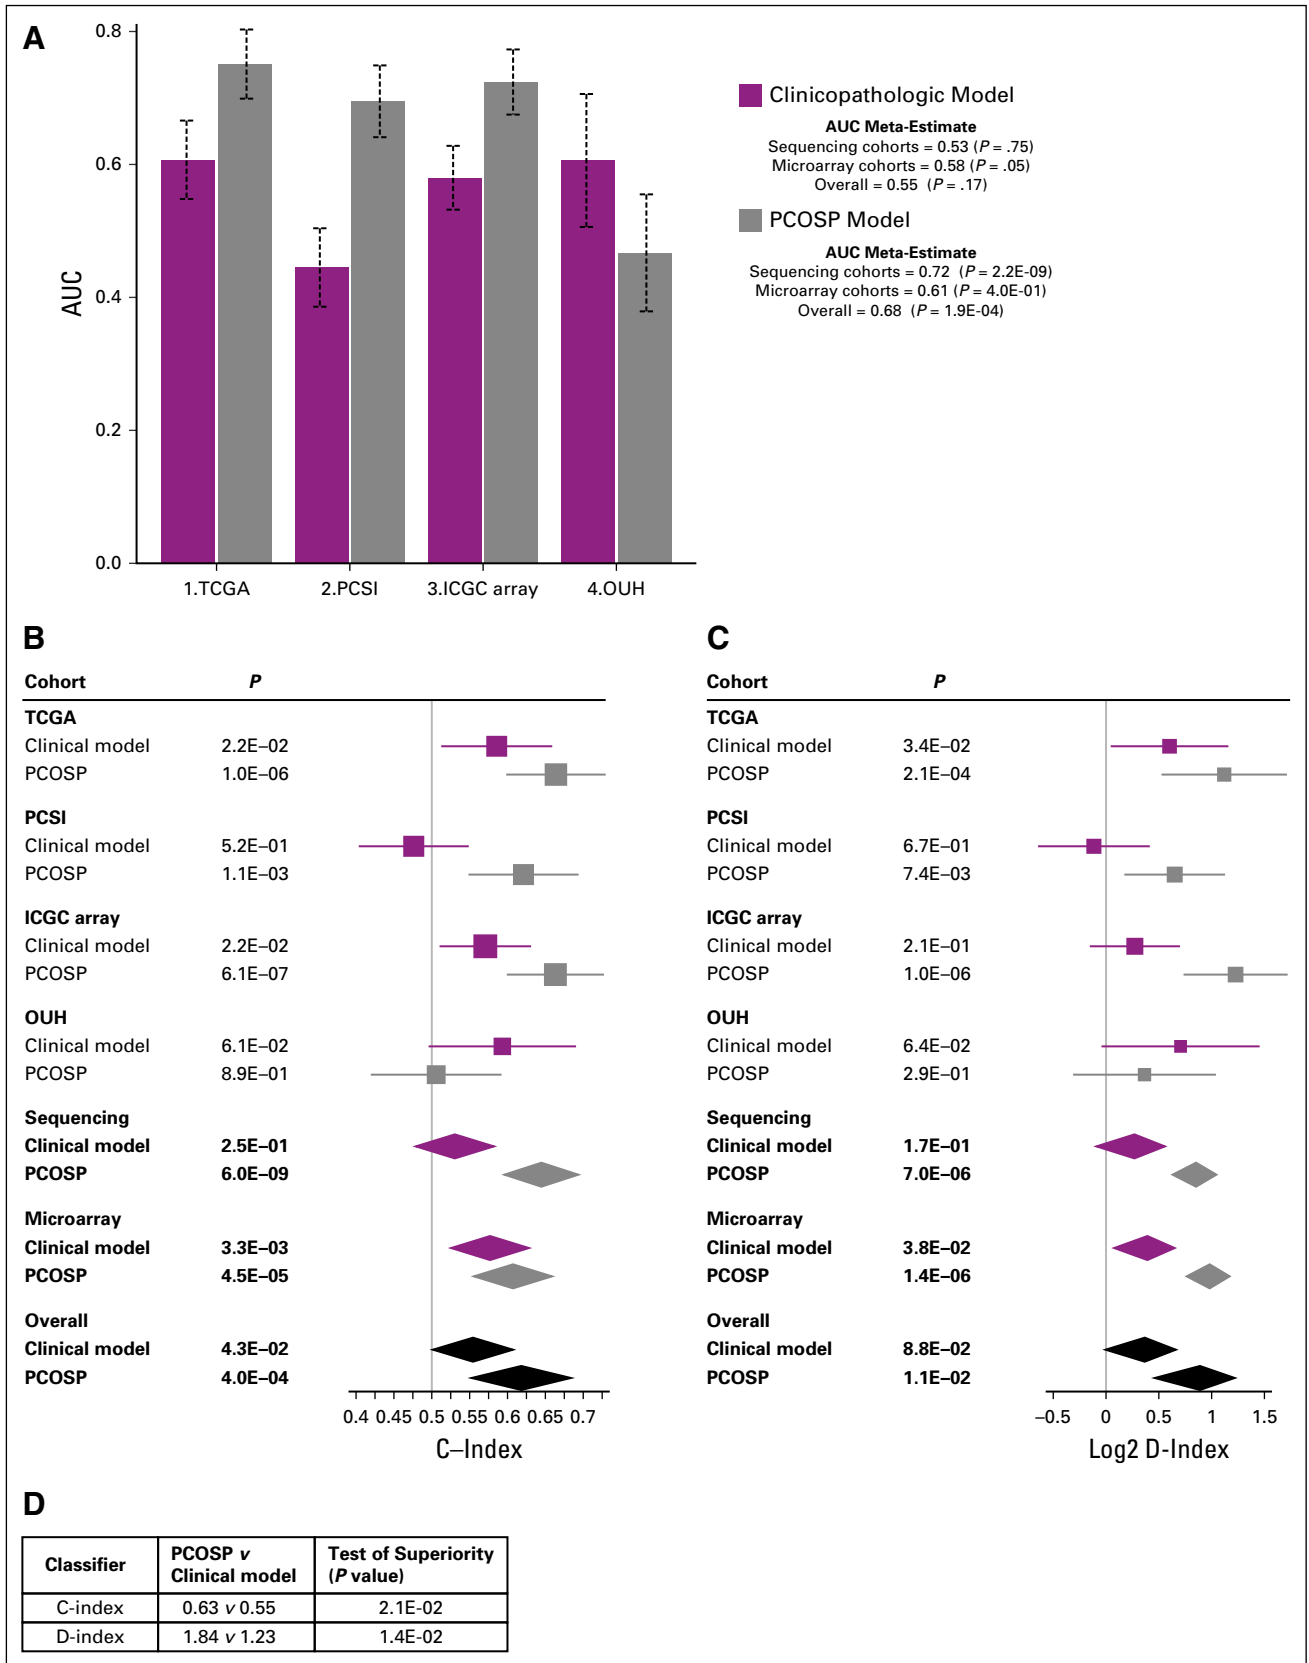 A
0.8
0.6
0.4
0.2
0.0
AUC
1.TCGA 2.PCSI 3.ICGC array 4.OUH
Clinicopathologic Model
AUC Meta-Estimate
Sequencing cohorts = 0.53 (P = .75)
Microarray cohorts = 0.58 (P = .05)
Overall = 0.55 (P = .17)
PCOSP Model
AUC Meta-Estimate
Sequencing cohorts = 0.72 (P = 2.2E-09)
Microarray cohorts = 0.61 (P = 4.0E-01)
Overall = 0.68 (P = 1.9E-04)
B
Cohort P
TCGA
Clinical model 2.2E–02
PCOSP 1.0E–06
PCSI
Clinical model 5.2E–01
PCOSP 1.1E–03
ICGC array
Clinical model 2.2E–02
PCOSP 6.1E–07
OUH
Clinical model 6.1E–02
PCOSP 8.9E–01
Sequencing
Clinical model 2.5E–01
PCOSP 6.0E–09
Microarray
Clinical model 3.3E–03
PCOSP 4.5E–05
Overall
Clinical model 4.3E–02
PCOSP 4.0E–04
0.4 0.45 0.5 0.55 0.6 0.65 0.7
C–Index
C
Cohort P
TCGA
Clinical model 3.4E–02
PCOSP 2.1E–04
PCSI
Clinical model 6.7E–01
PCOSP 7.4E–03
ICGC array
Clinical model 2.1E–01
PCOSP 1.0E–06
OUH
Clinical model 6.4E–02
PCOSP 2.9E–01
Sequencing
Clinical model 1.7E–01
PCOSP 7.0E–06
Microarray
Clinical model 3.8E–02
PCOSP 1.4E–06
Overall
Clinical model 8.8E–02
PCOSP 1.1E–02
–0.5 0 0.5 1 1.5
Log2 D-Index
D
Classifier PCOSP v Clinical model Test of Superiority (P value)
C-index 0.63 v 0.55 2.1E-02
D-index 1.84 v 1.23 1.4E-02